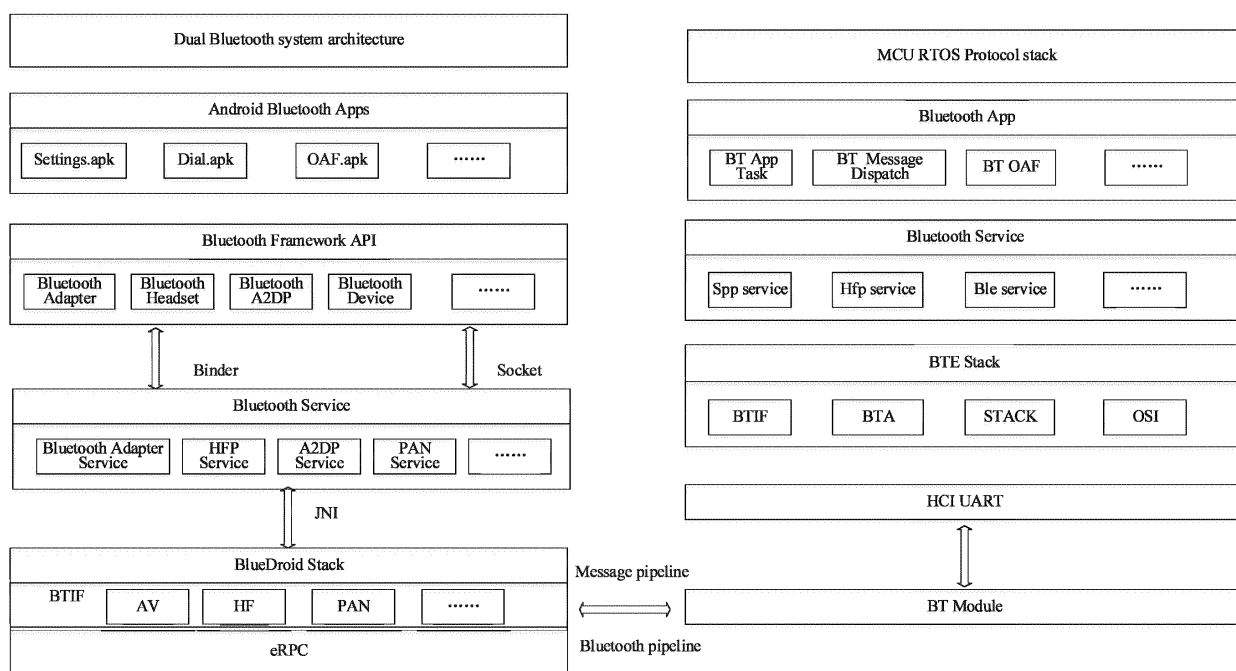 Dual Bluetooth system architecture
Android Bluetooth Apps
Settings.apk
Dial.apk
OAF.apk
······
Bluetooth Framework API
Bluetooth
Adapter
Bluetooth
Headset
Bluetooth
A2DP
Bluetooth
Device
······
Binder
Socket
Bluetooth Service
Bluetooth Adapter
Service
HFP
Service
A2DP
Service
PAN
Service
······
JNI
BlueDroid Stack
BTIF
AV
HF
PAN
······
eRPC
Message pipeline
Bluetooth pipeline
MCU RTOS Protocol stack
Bluetooth App
BT App
Task
BT Message
Dispatch
BT OAF
······
Bluetooth Service
Spp service
Hfp service
Ble service
······
BTE Stack
BTIF
BTA
STACK
OSI
HCI UART
BT Module